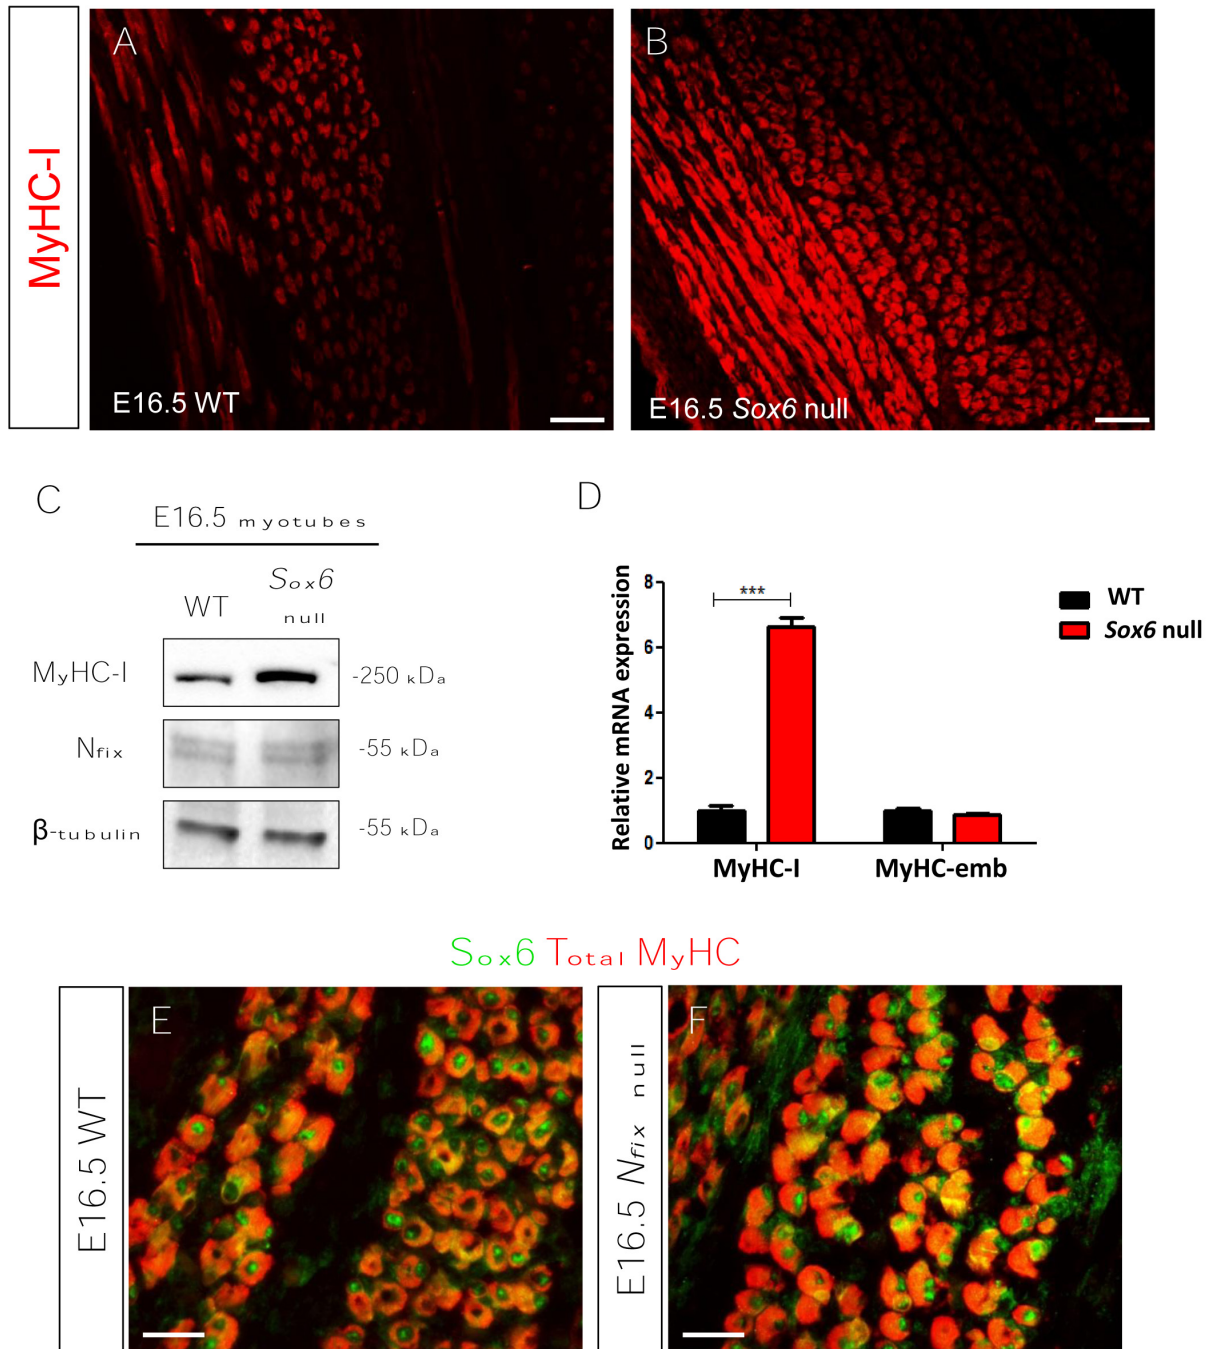 MyHC-I
A
E16.5 WT
B
E16.5 Sox6 null
C
E16.5 myotubes
WT
Sox6
null
MyHC-I
-250 kDa
Nfix
-55 kDa
β-tubulin
-55 kDa
D
Relative mRNA expression
8
6
4
2
0
***
MyHC-I
MyHC-emb
WT
Sox6 null
Sox6 Total MyHC
E16.5 WT
E
E16.5 Nfix null
F